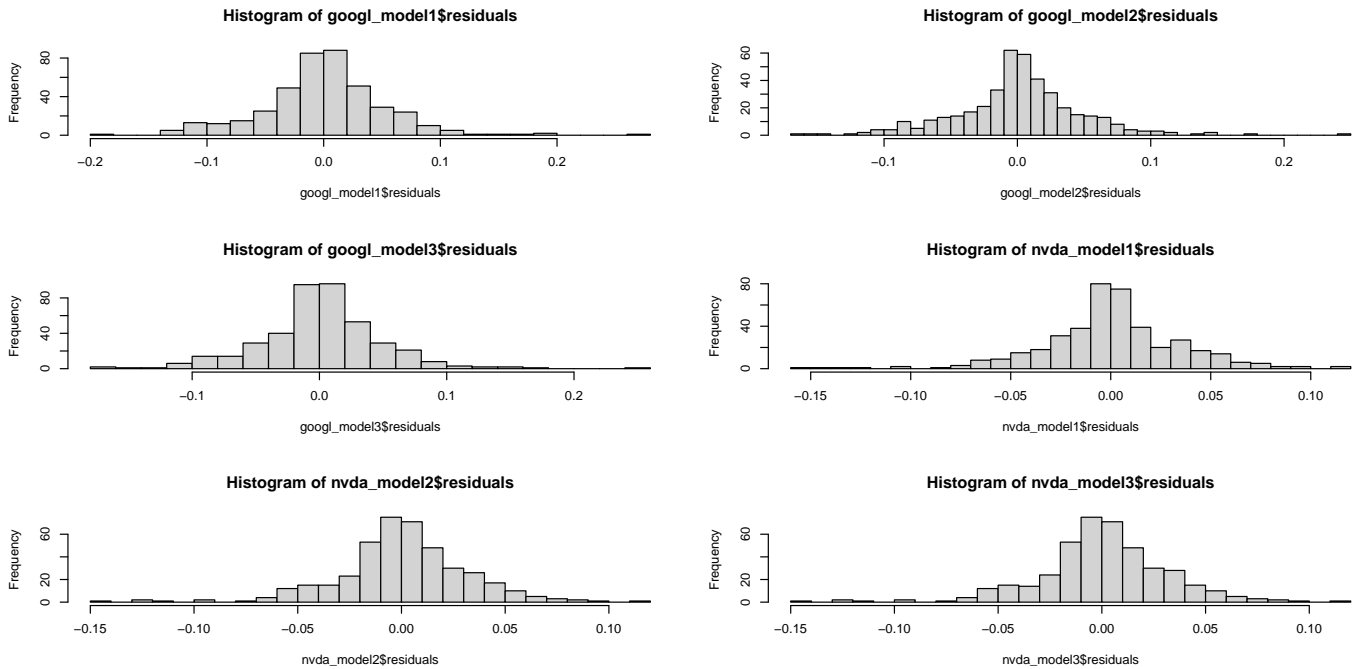 Histogram of googl_model1$residuals
Frequency
0 40 80
−0.2 −0.1 0.0 0.1 0.2
googl_model1$residuals
Histogram of googl_model2$residuals
Frequency
0 20 40 60
−0.1 0.0 0.1 0.2
googl_model2$residuals
Histogram of googl_model3$residuals
Frequency
0 40 80
−0.1 0.0 0.1 0.2
googl_model3$residuals
Histogram of nvda_model1$residuals
Frequency
0 40 80
−0.15 −0.10 −0.05 0.00 0.05 0.10
nvda_model1$residuals
Histogram of nvda_model2$residuals
Frequency
0 20 60
−0.15 −0.10 −0.05 0.00 0.05 0.10
nvda_model2$residuals
Histogram of nvda_model3$residuals
Frequency
0 20 60
−0.15 −0.10 −0.05 0.00 0.05 0.10
nvda_model3$residuals